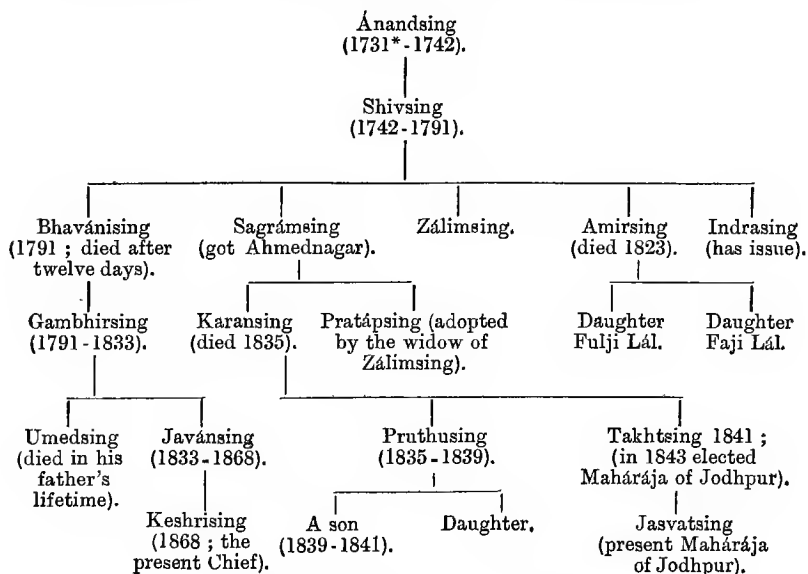 Ánandsing
(1731*-1742).
Shivsing
(1742-1791).
Bhavánising
(1791 ; died after
twelve days).
Sagrámsing
(got Ahmednagar).
Zálimsing.
Amirsing
(died 1823).
Indrasing
(has issue).
Gambhirsing
(1791-1833).
Karansing
(died 1835).
Pratápsing (adopted
by the widow of
Zálimsing).
Daughter
Fulji Lál.
Daughter
Faji Lál.
Umedsing
(died in his
father's
lifetime).
Javánsing
(1833-1868).
Pruthusing
(1835-1839).
Takhtsing 1841 ;
(in 1843 elected
Mahárája of Jodhpur).
Keshrising
(1868 ; the
present Chief).
A son
(1839-1841).
Daughter.
Jasvatsing
(present Mahárája
of Jodhpur).